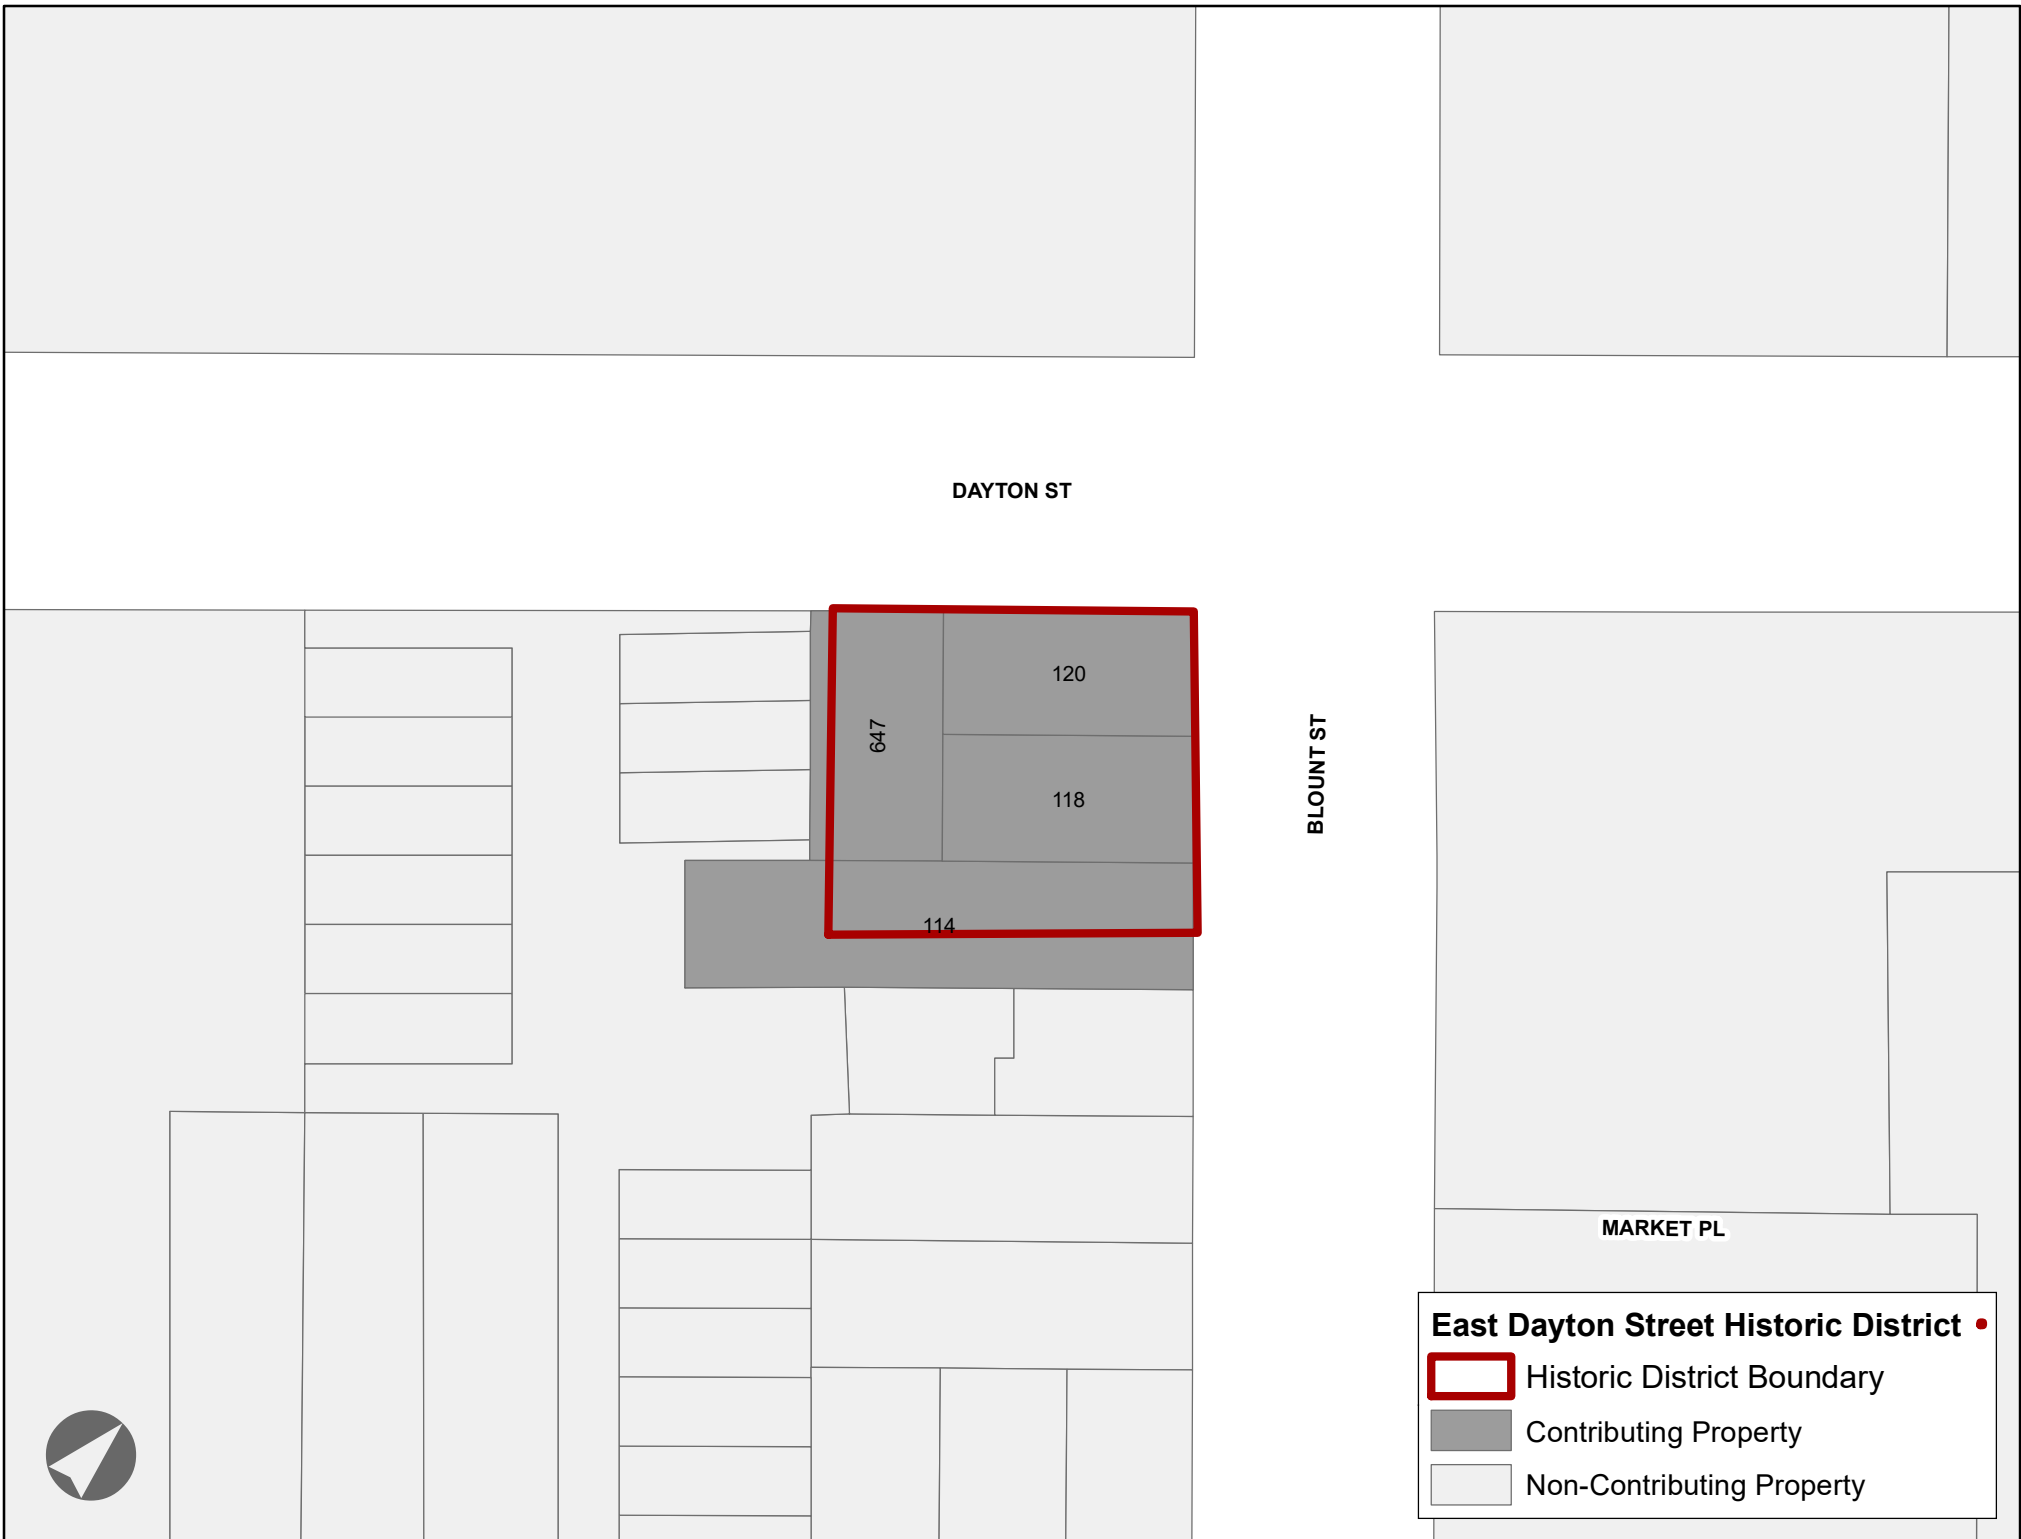 DAYTON ST
120
647
118
BLOUNT ST
114
MARKET PL
East Dayton Street Historic District
Historic District Boundary
Contributing Property
Non-Contributing Property